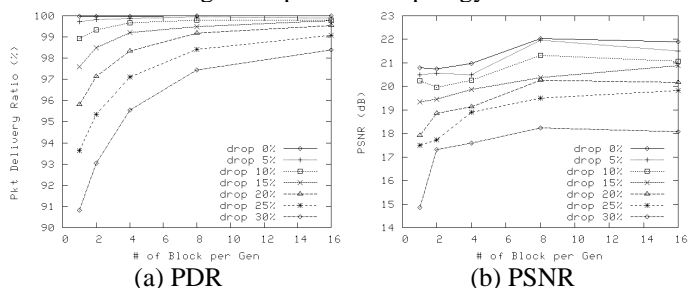 100
99
98
97
96
95
94
93
92
91
90
Pkt Delivery Ratio (%)
drop 0%
drop 5%
drop 10%
drop 15%
drop 20%
drop 25%
drop 30%
0 2 4 6 8 10 12 14 16
# of Block per Gen
(a) PDR
23
22
21
20
19
18
17
16
15
14
PSNR (dB)
drop 0%
drop 5%
drop 10%
drop 15%
drop 20%
drop 25%
drop 30%
0 2 4 6 8 10 12 14 16
# of Block per Gen
(b) PSNR